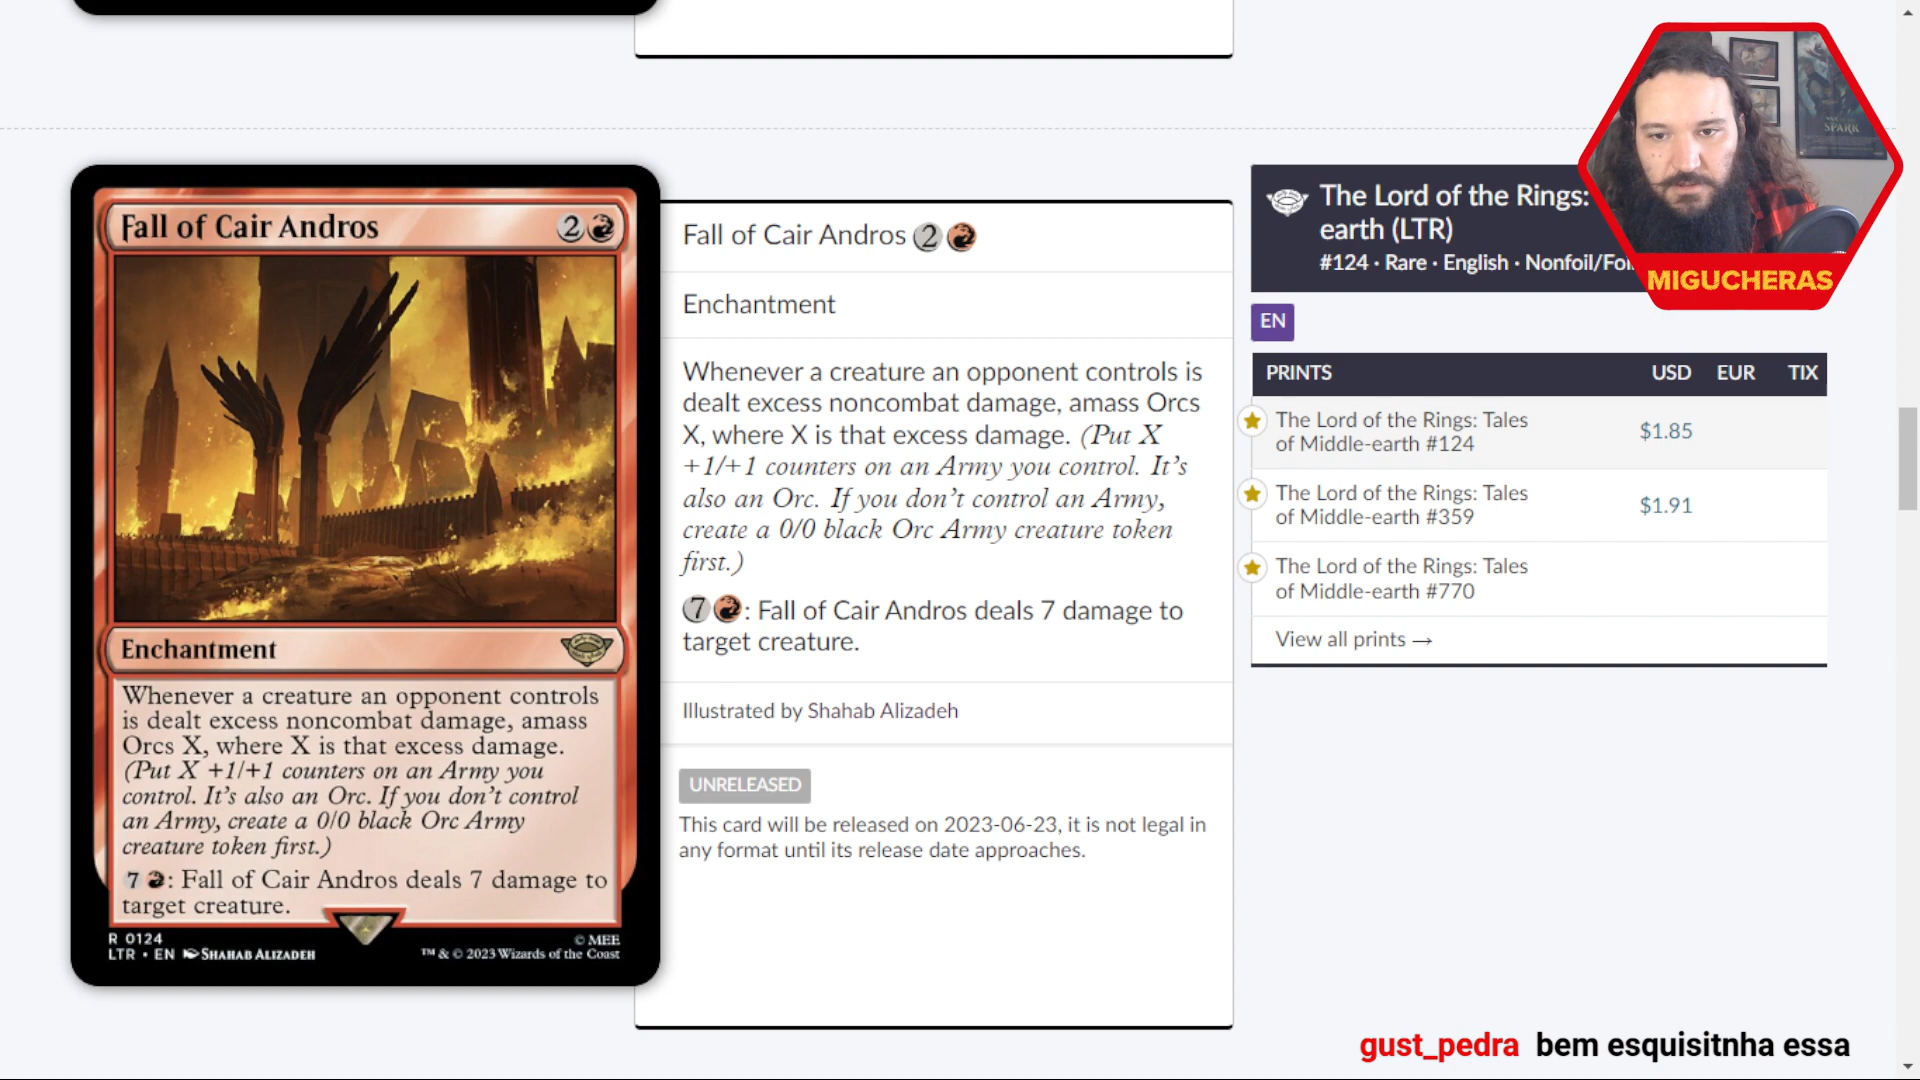 Fall of Cair Andros 2
Enchantment
Whenever a creature an opponent controls
is dealt excess noncombat damage, amass
Orcs X, where X is that excess damage.
(Put X +1/+1 counters on an Army you
control. It's also an Orc. If you don't control
an Army, create a 0/0 black Orc Army
creature token first.)
7 : Fall of Cair Andros deals 7 damage to
target creature.
R 0124
LTR • EN SHAHAB ALIZADEH
© MEE
™ & © 2023 Wizards of the Coast
Fall of Cair Andros 2
Enchantment
Whenever a creature an opponent controls is
dealt excess noncombat damage, amass Orcs
X, where X is that excess damage. (Put X
+1/+1 counters on an Army you control. It's
also an Orc. If you don't control an Army,
create a 0/0 black Orc Army creature token
first.)
7 : Fall of Cair Andros deals 7 damage to
target creature.
Illustrated by Shahab Alizadeh
UNRELEASED
This card will be released on 2023-06-23, it is not legal in
any format until its release date approaches.
The Lord of the Rings:
earth (LTR)
#124 · Rare · English · Nonfoil/Foi
EN
PRINTS USD EUR TIX
The Lord of the Rings: Tales
of Middle-earth #124 $1.85
The Lord of the Rings: Tales
of Middle-earth #359 $1.91
The Lord of the Rings: Tales
of Middle-earth #770
View all prints →
SPARK
MIGUCHERAS
gust_pedra bem esquisitnha essa